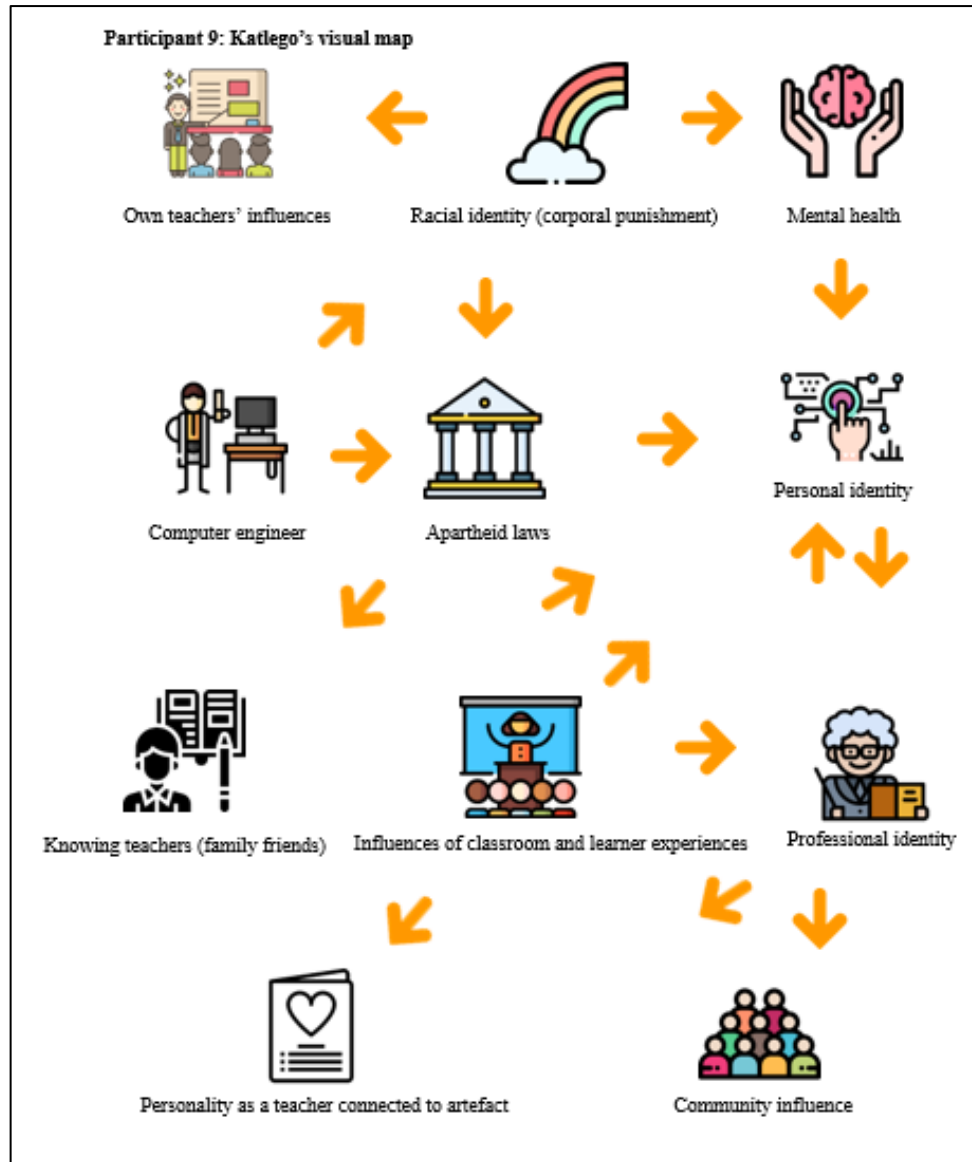 Participant 9: Katlego's visual map
Own teachers' influences
Racial identity (corporal punishment)
Mental health
Computer engineer
Apartheid laws
Personal identity
Knowing teachers (family friends)
Influences of classroom and learner experiences
Professional identity
Personality as a teacher connected to artefact
Community influence